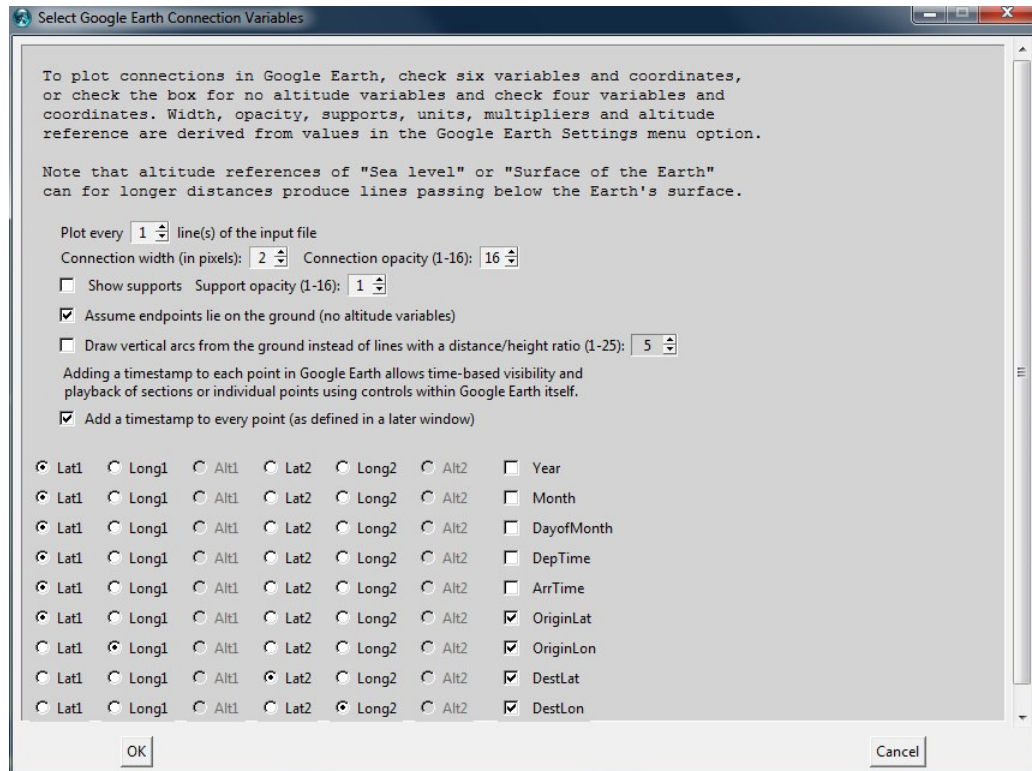 Select Google Earth Connection Variables
To plot connections in Google Earth, check six variables and coordinates,
or check the box for no altitude variables and check four variables and
coordinates. Width, opacity, supports, units, multipliers and altitude
reference are derived from values in the Google Earth Settings menu option.
Note that altitude references of "Sea level" or "Surface of the Earth"
can for longer distances produce lines passing below the Earth's surface.
Plot every 1 line(s) of the input file
Connection width (in pixels): 2 Connection opacity (1-16): 16
Show supports Support opacity (1-16): 1
Assume endpoints lie on the ground (no altitude variables)
Draw vertical arcs from the ground instead of lines with a distance/height ratio (1-25): 5
Adding a timestamp to each point in Google Earth allows time-based visibility and
playback of sections or individual points using controls within Google Earth itself.
Add a timestamp to every point (as defined in a later window)
Lat1 Long1 Alt1 Lat2 Long2 Alt2 Year
Lat1 Long1 Alt1 Lat2 Long2 Alt2 Month
Lat1 Long1 Alt1 Lat2 Long2 Alt2 DayofMonth
Lat1 Long1 Alt1 Lat2 Long2 Alt2 DepTime
Lat1 Long1 Alt1 Lat2 Long2 Alt2 ArrTime
Lat1 Long1 Alt1 Lat2 Long2 Alt2 OriginLat
Lat1 Long1 Alt1 Lat2 Long2 Alt2 OriginLon
Lat1 Long1 Alt1 Lat2 Long2 Alt2 DestLat
Lat1 Long1 Alt1 Lat2 Long2 Alt2 DestLon
OK Cancel